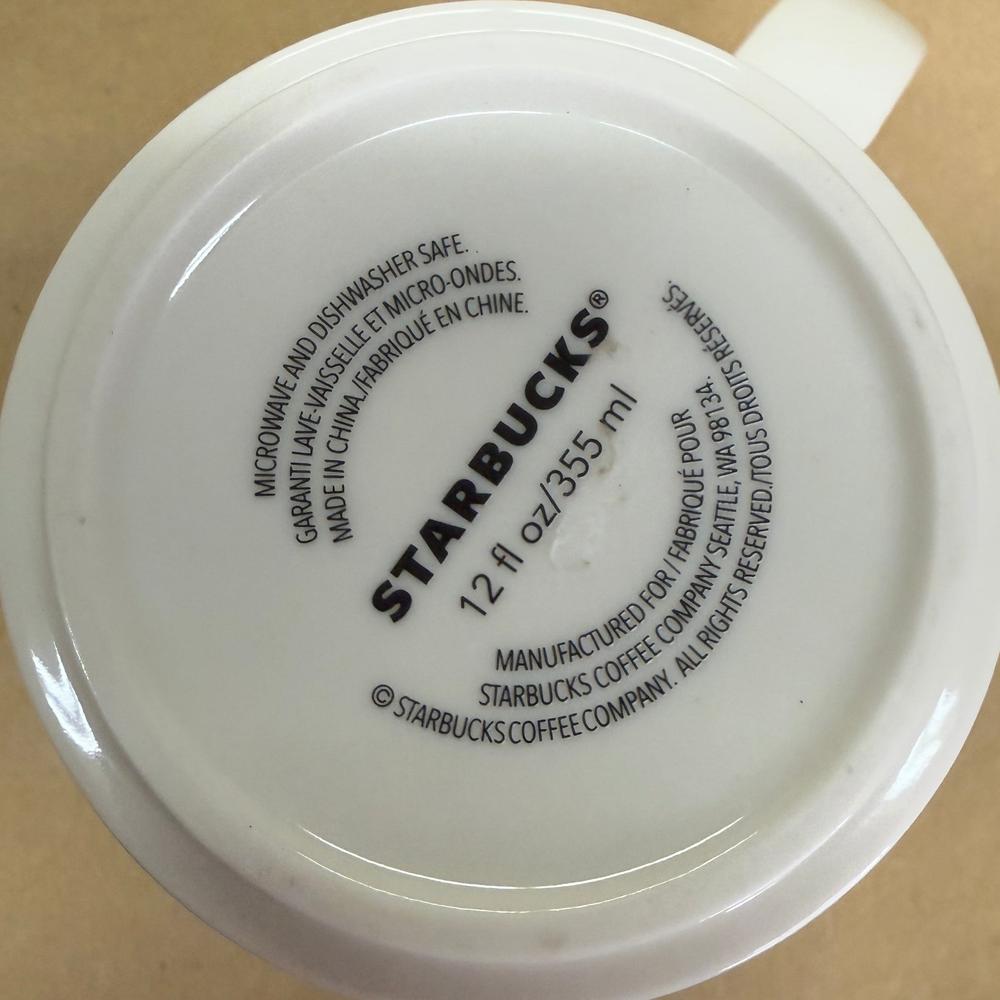 MICROWAVE AND DISHWASHER SAFE.
GARANTI LAVE-VAISSELLE ET MICRO-ONDES.
MADE IN CHINA./FABRIQUÉ EN CHINE.
STARBUCKS®
12 fl oz/355 ml
MANUFACTURED FOR / FABRIQUÉ POUR
STARBUCKS COFFEE COMPANY SEATTLE, WA 98134.
© STARBUCKS COFFEE COMPANY. ALL RIGHTS RESERVED./TOUS DROITS RÉSERVÉS.